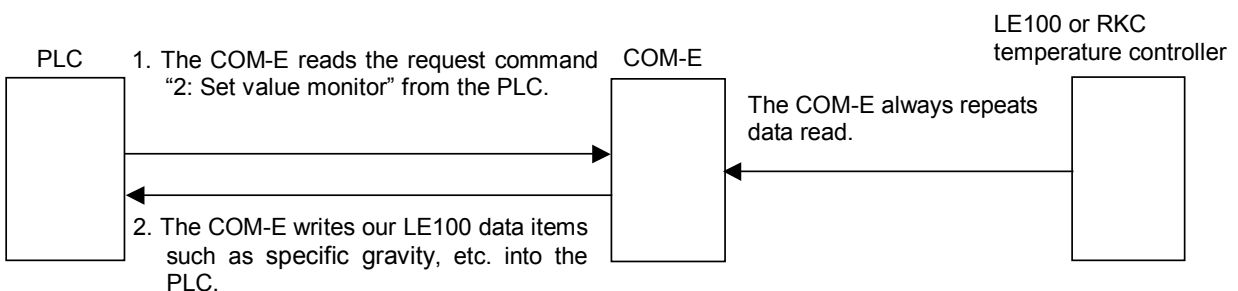 LE100 or RKC
temperature controller
PLC
1. The COM-E reads the request command
“2: Set value monitor” from the PLC.
COM-E
The COM-E always repeats
data read.
2. The COM-E writes our LE100 data items
such as specific gravity, etc. into the
PLC.